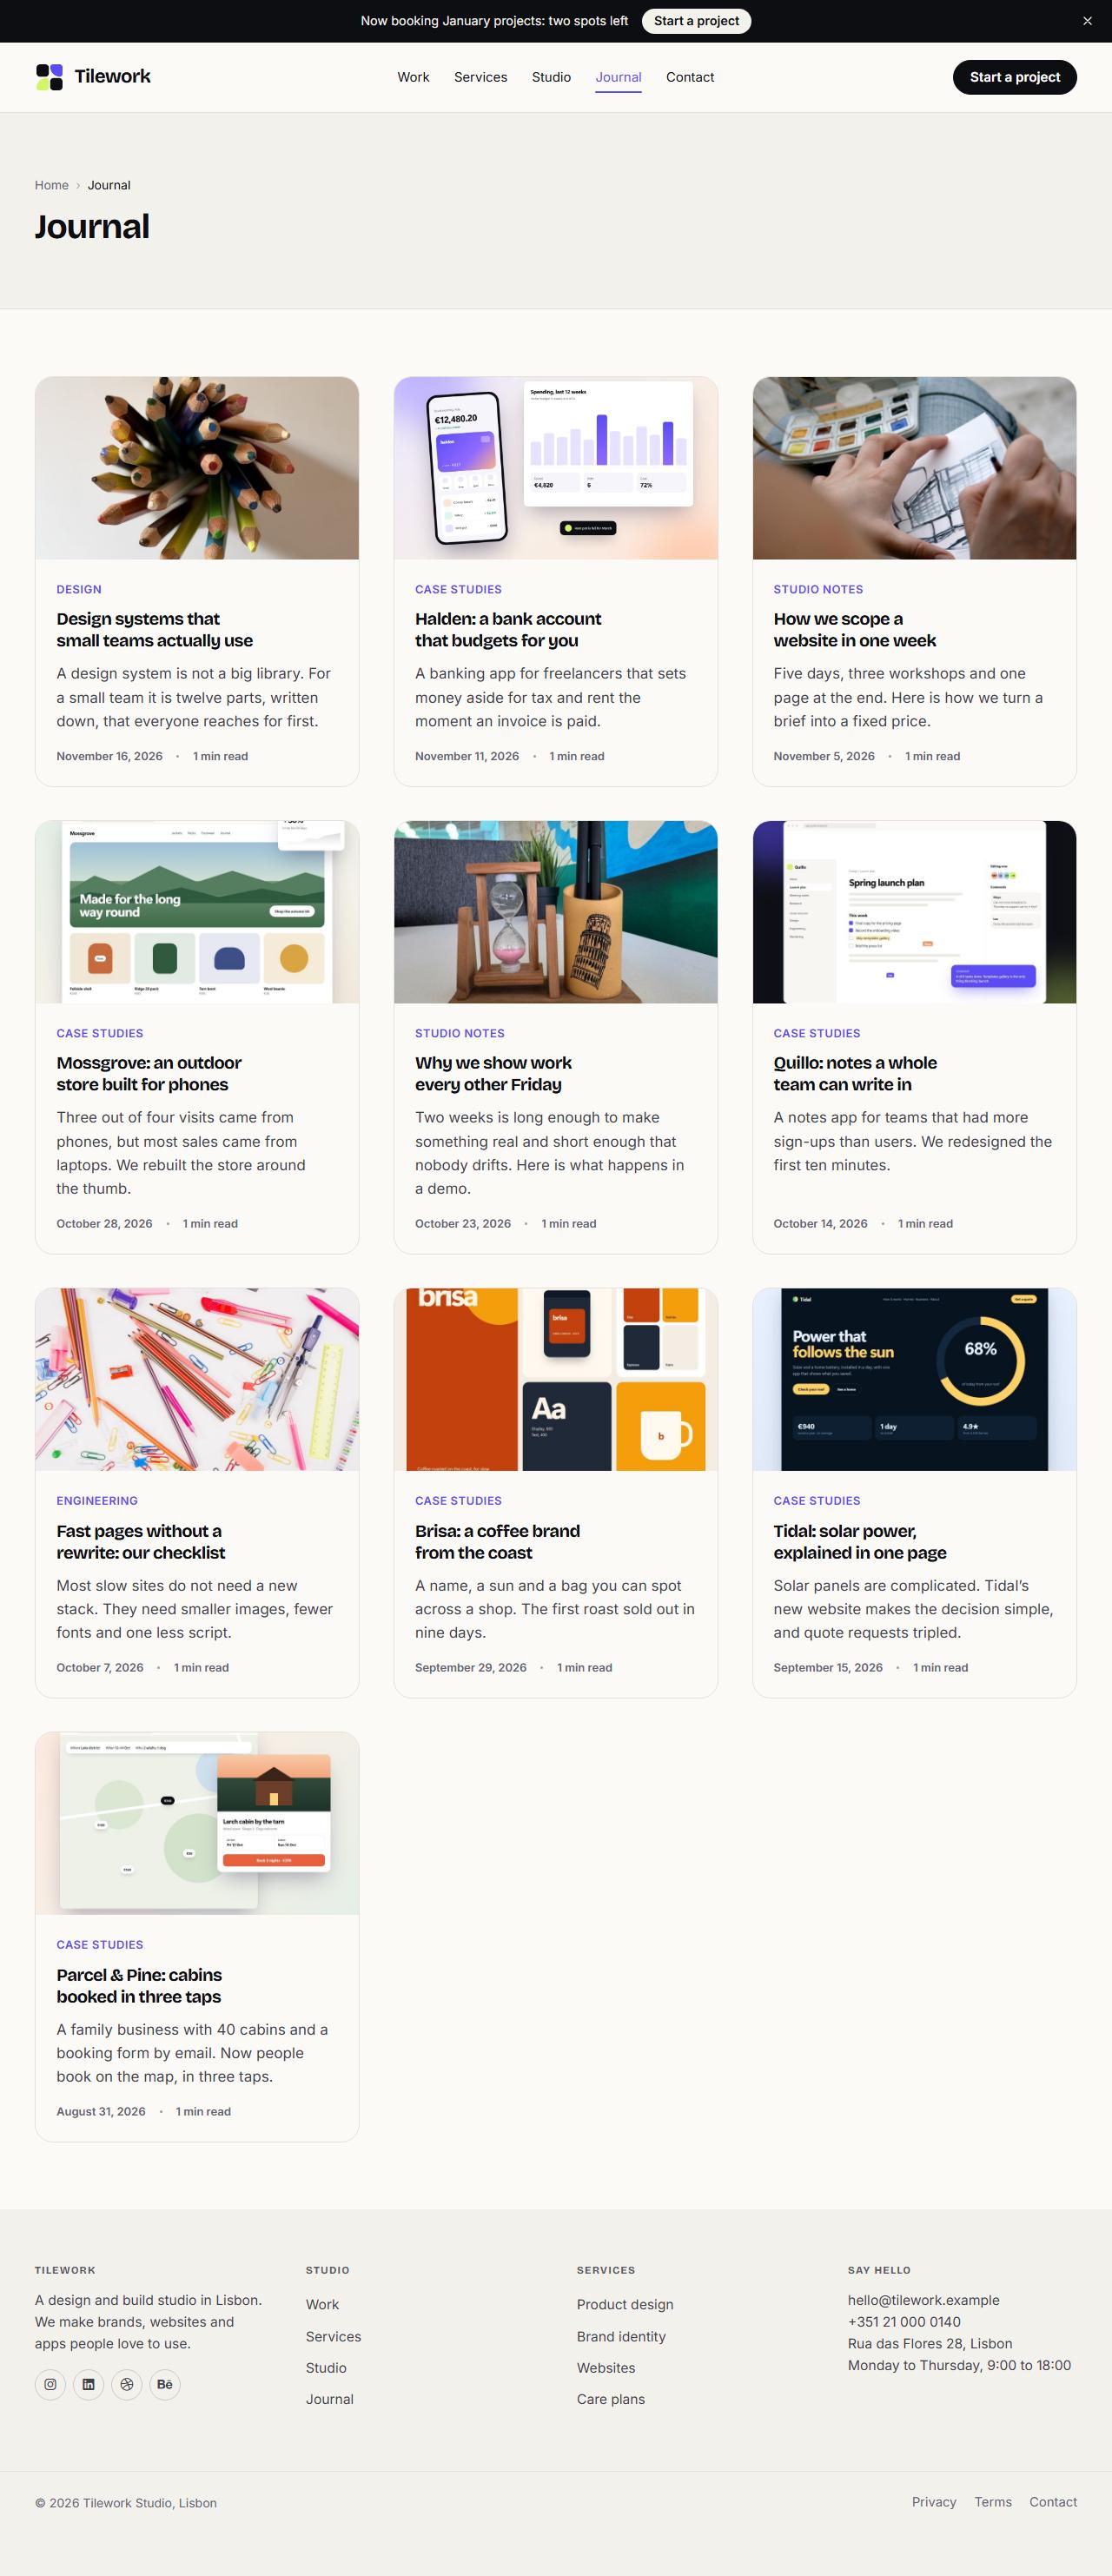 Now booking January projects: two spots left
Start a project
Tilework
Work
Services
Studio
Journal
Contact
Start a project
Home › Journal
Journal
Spending, last 12 weeks
€12,480.20
€4,620
6
72%
DESIGN
Design systems that
small teams actually use
A design system is not a big library. For
a small team it is twelve parts, written
down, that everyone reaches for first.
November 16, 2026 • 1 min read
CASE STUDIES
Halden: a bank account
that budgets for you
A banking app for freelancers that sets
money aside for tax and rent the
moment an invoice is paid.
November 11, 2026 • 1 min read
STUDIO NOTES
How we scope a
website in one week
Five days, three workshops and one
page at the end. Here is how we turn a
brief into a fixed price.
November 5, 2026 • 1 min read
Mossgrove
Made for the long
way round
Quillo
Spring launch plan
This week
CASE STUDIES
Mossgrove: an outdoor
store built for phones
Three out of four visits came from
phones, but most sales came from
laptops. We rebuilt the store around
the thumb.
October 28, 2026 • 1 min read
STUDIO NOTES
Why we show work
every other Friday
Two weeks is long enough to make
something real and short enough that
nobody drifts. Here is what happens in
a demo.
October 23, 2026 • 1 min read
CASE STUDIES
Quillo: notes a whole
team can write in
A notes app for teams that had more
sign-ups than users. We redesigned the
first ten minutes.
October 14, 2026 • 1 min read
brisa
brisa
Aa
b
Tidal
Power that
follows the sun
68%
€940
1 day
4.9★
ENGINEERING
Fast pages without a
rewrite: our checklist
Most slow sites do not need a new
stack. They need smaller images, fewer
fonts and one less script.
October 7, 2026 • 1 min read
CASE STUDIES
Brisa: a coffee brand
from the coast
A name, a sun and a bag you can spot
across a shop. The first roast sold out in
nine days.
September 29, 2026 • 1 min read
CASE STUDIES
Tidal: solar power,
explained in one page
Solar panels are complicated. Tidal’s
new website makes the decision simple,
and quote requests tripled.
September 15, 2026 • 1 min read
Larch cabin by the tarn
CASE STUDIES
Parcel & Pine: cabins
booked in three taps
A family business with 40 cabins and a
booking form by email. Now people
book on the map, in three taps.
August 31, 2026 • 1 min read
TILEWORK
A design and build studio in Lisbon.
We make brands, websites and
apps people love to use.
Bē
STUDIO
Work
Services
Studio
Journal
SERVICES
Product design
Brand identity
Websites
Care plans
SAY HELLO
hello@tilework.example
+351 21 000 0140
Rua das Flores 28, Lisbon
Monday to Thursday, 9:00 to 18:00
© 2026 Tilework Studio, Lisbon
Privacy
Terms
Contact